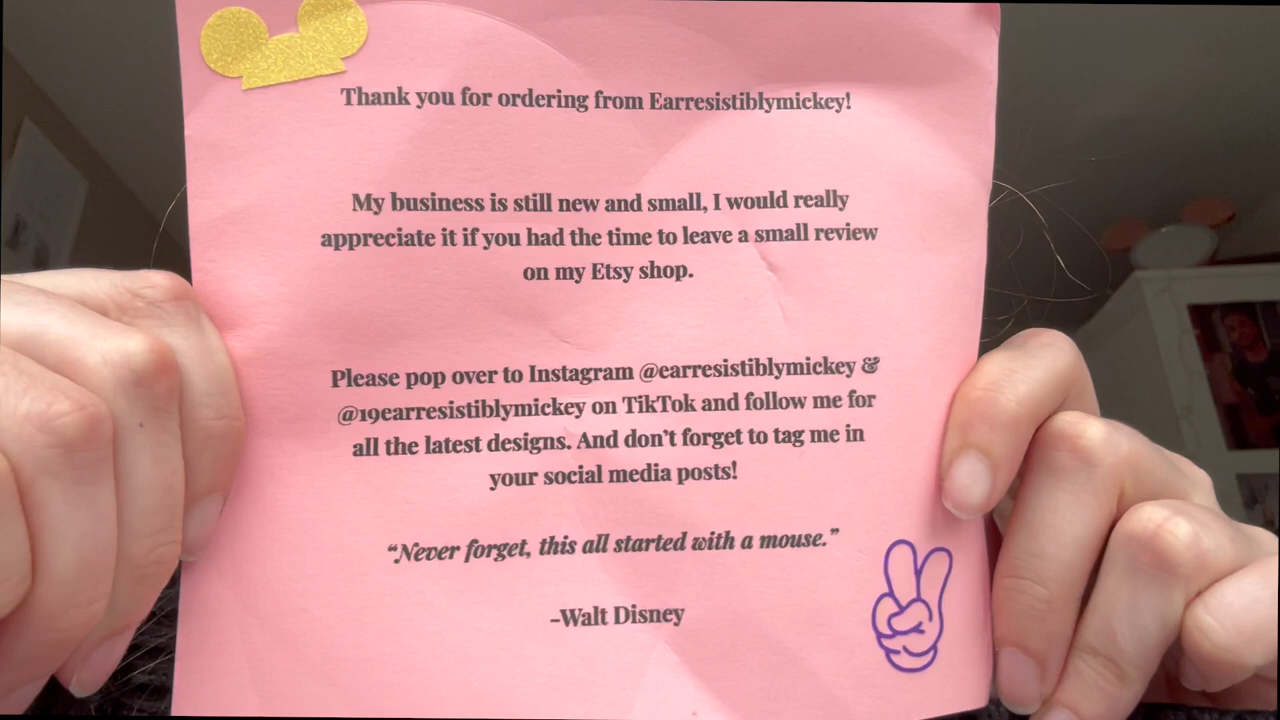 Thank you for ordering from Earresistiblymickey!
My business is still new and small, I would really
appreciate it if you had the time to leave a small review
on my Etsy shop.
Please pop over to Instagram @earresistiblymickey &
@19earresistiblymickey on TikTok and follow me for
all the latest designs. And don’t forget to tag me in
your social media posts!
“Never forget, this all started with a mouse.”
-Walt Disney